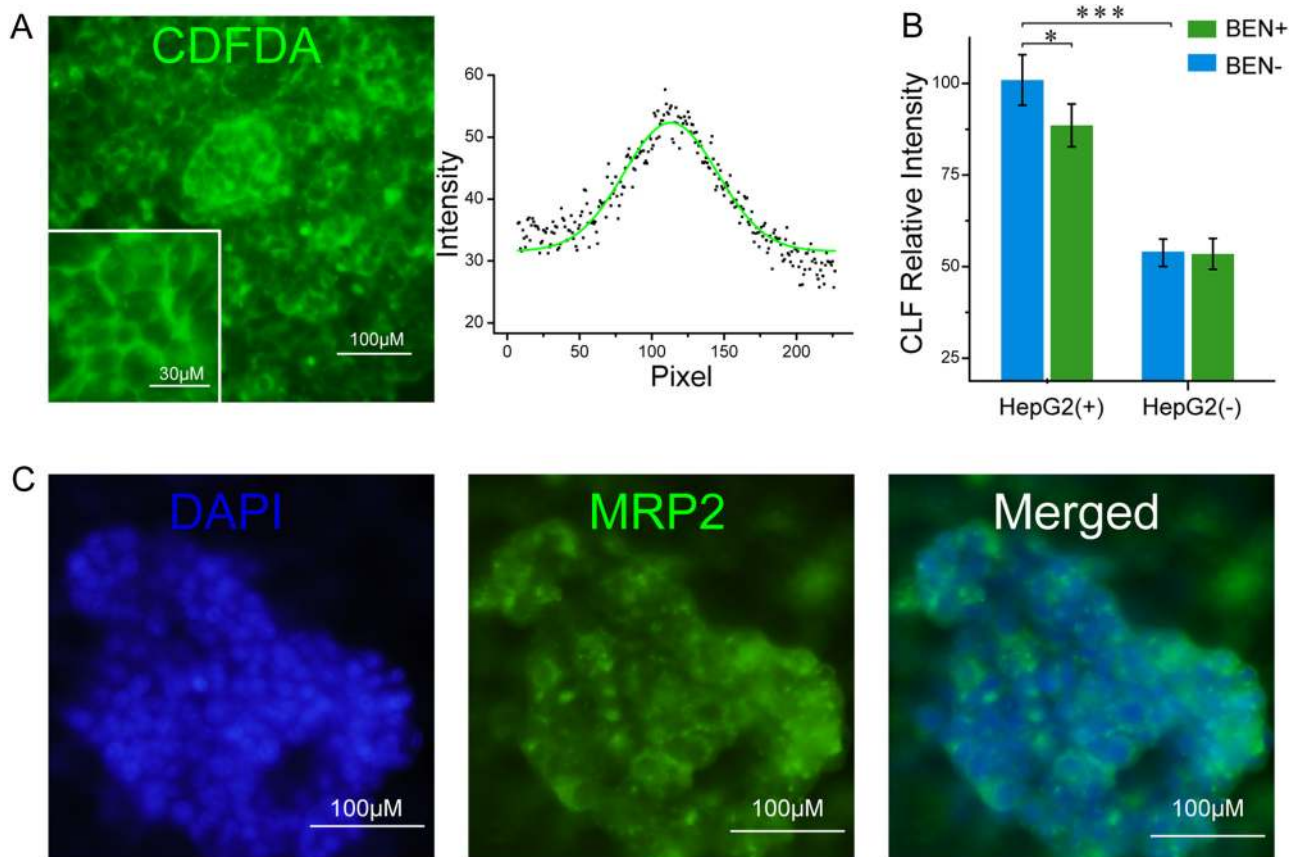 A
CDFDA
100µM
30µM
Intensity
60
50
40
30
20
0
50
100
150
200
Pixel
B
***
*
BEN+
BEN-
CLF Relative Intensity
100
75
50
25
HepG2(+)
HepG2(-)
C
DAPI
100µM
MRP2
100µM
Merged
100µM